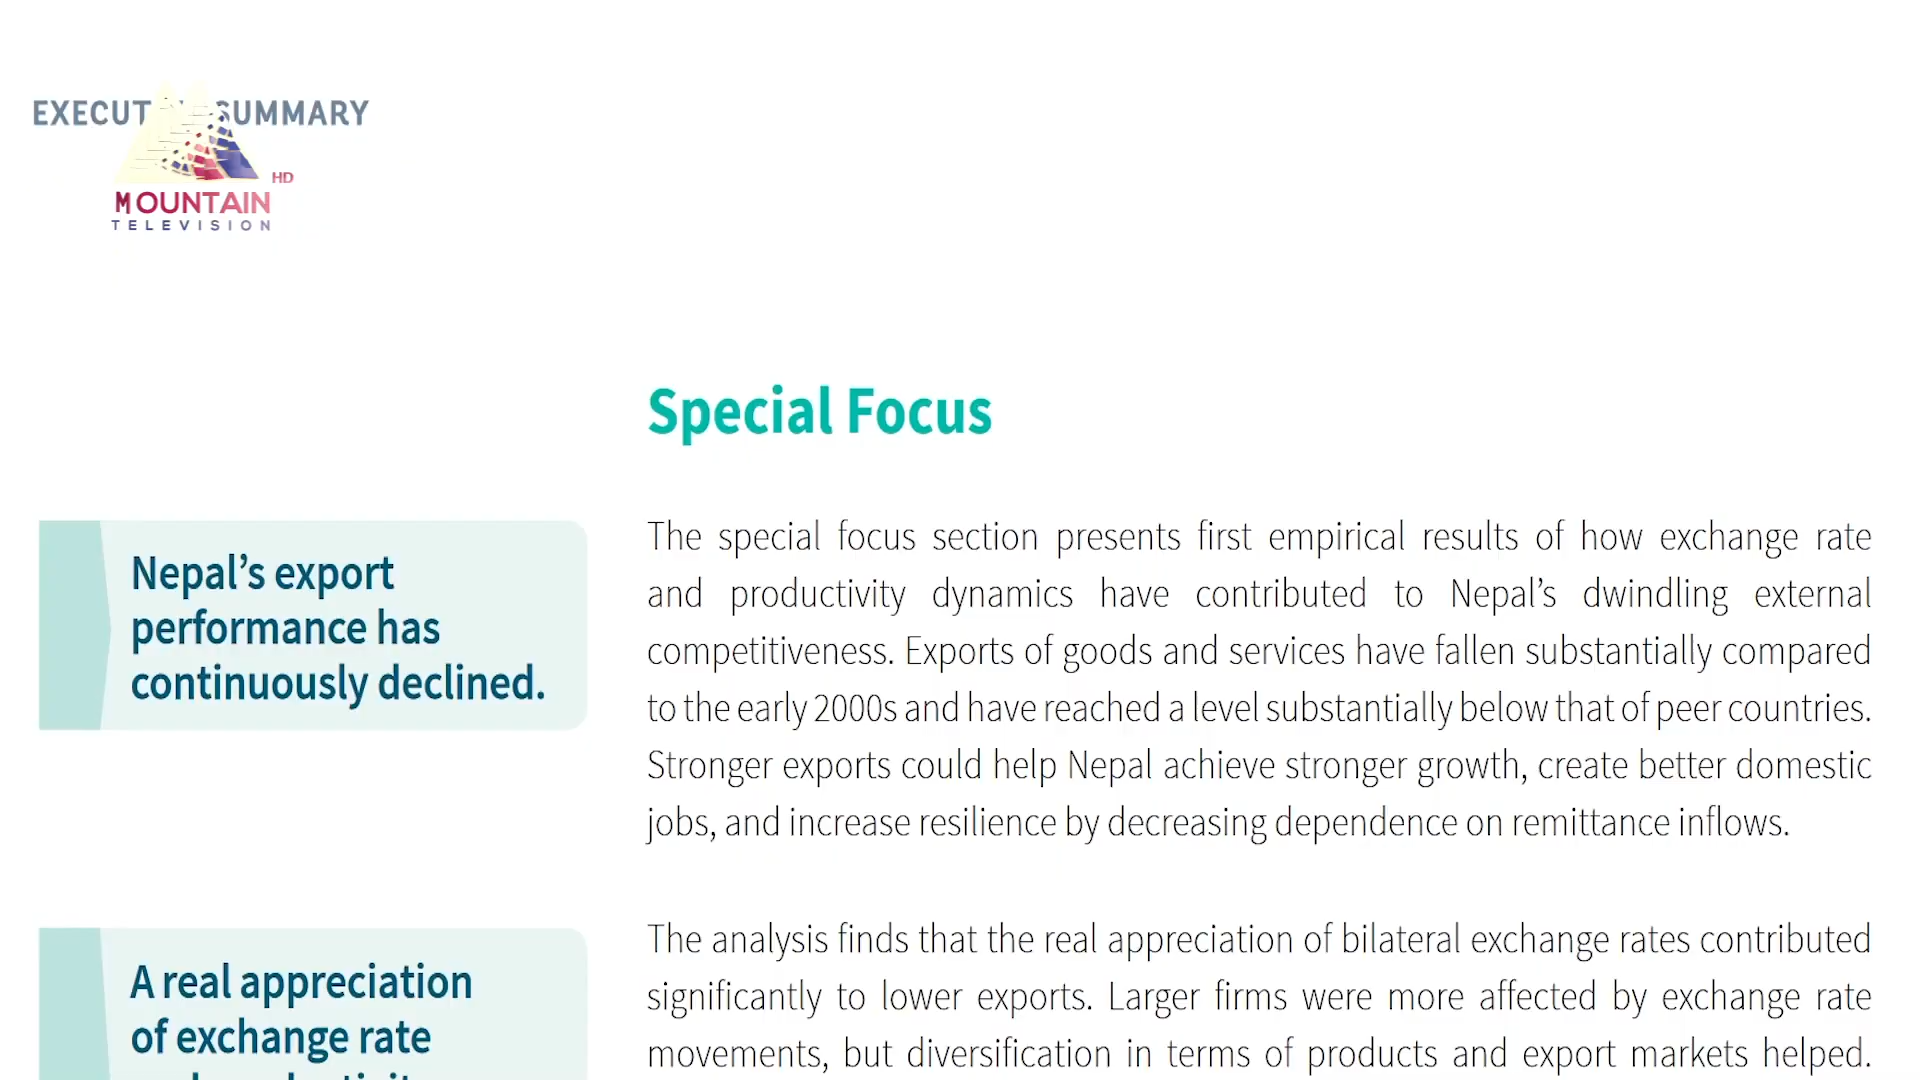 SUMMARY
HD
MOUNTAIN
TELEVISION
Special Focus
Nepal’s export
performance has
continuously declined.
The special focus section presents first empirical results of how exchange rate
and productivity dynamics have contributed to Nepal’s dwindling external
competitiveness. Exports of goods and services have fallen substantially compared
to the early 2000s and have reached a level substantially below that of peer countries.
Stronger exports could help Nepal achieve stronger growth, create better domestic
jobs, and increase resilience by decreasing dependence on remittance inflows.
A real appreciation
of exchange rate
The analysis finds that the real appreciation of bilateral exchange rates contributed
significantly to lower exports. Larger firms were more affected by exchange rate
movements, but diversification in terms of products and export markets helped.